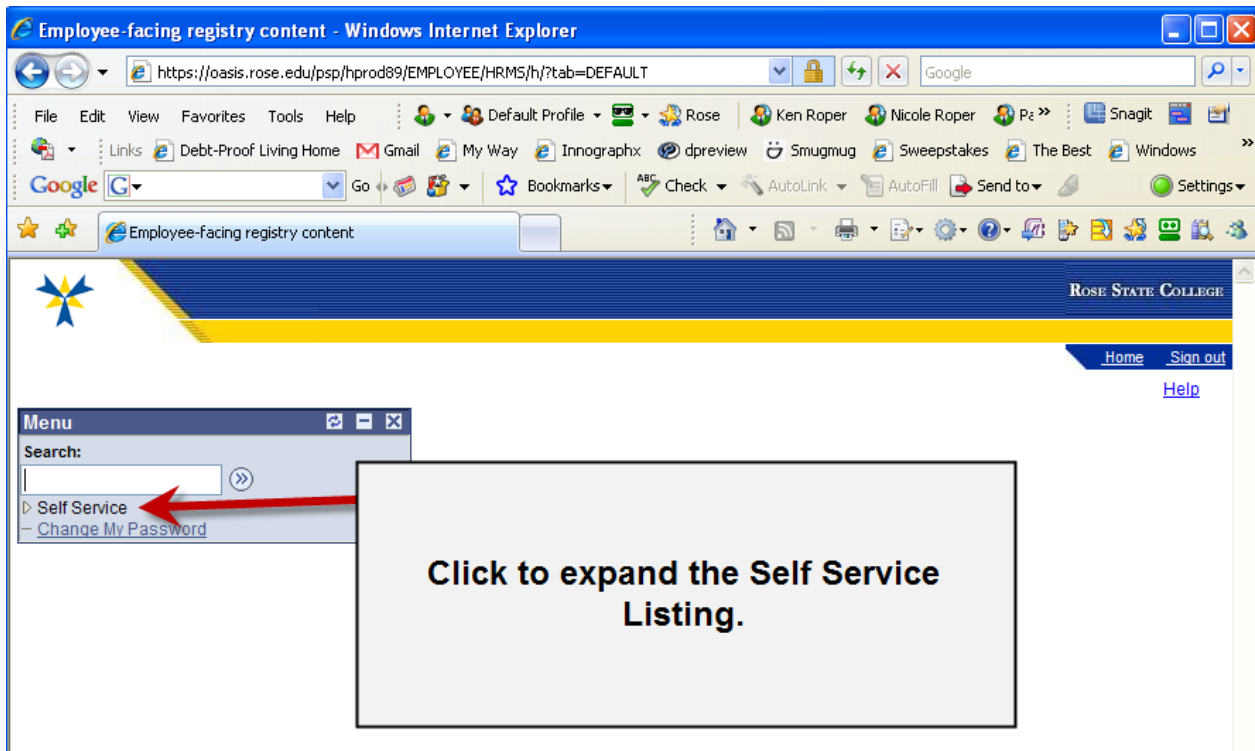 Employee-facing registry content - Windows Internet Explorer
https://oasis.rose.edu/psp/hprod89/EMPLOYEE/HRMS/h/?tab=DEFAULT Google
File Edit View Favorites Tools Help Default Profile Rose Ken Roper Nicole Roper Pa » Snagit
Links Debt-Proof Living Home Gmail My Way Innographx dpreview Smugmug Sweepstakes The Best Windows »
Google G Go Bookmarks ABC Check AutoLink AutoFill Send to Settings
Employee-facing registry content
ROSE STATE COLLEGE
Home Sign out
Help
Menu
Search:
Self Service
Change My Password
Click to expand the Self Service
Listing.